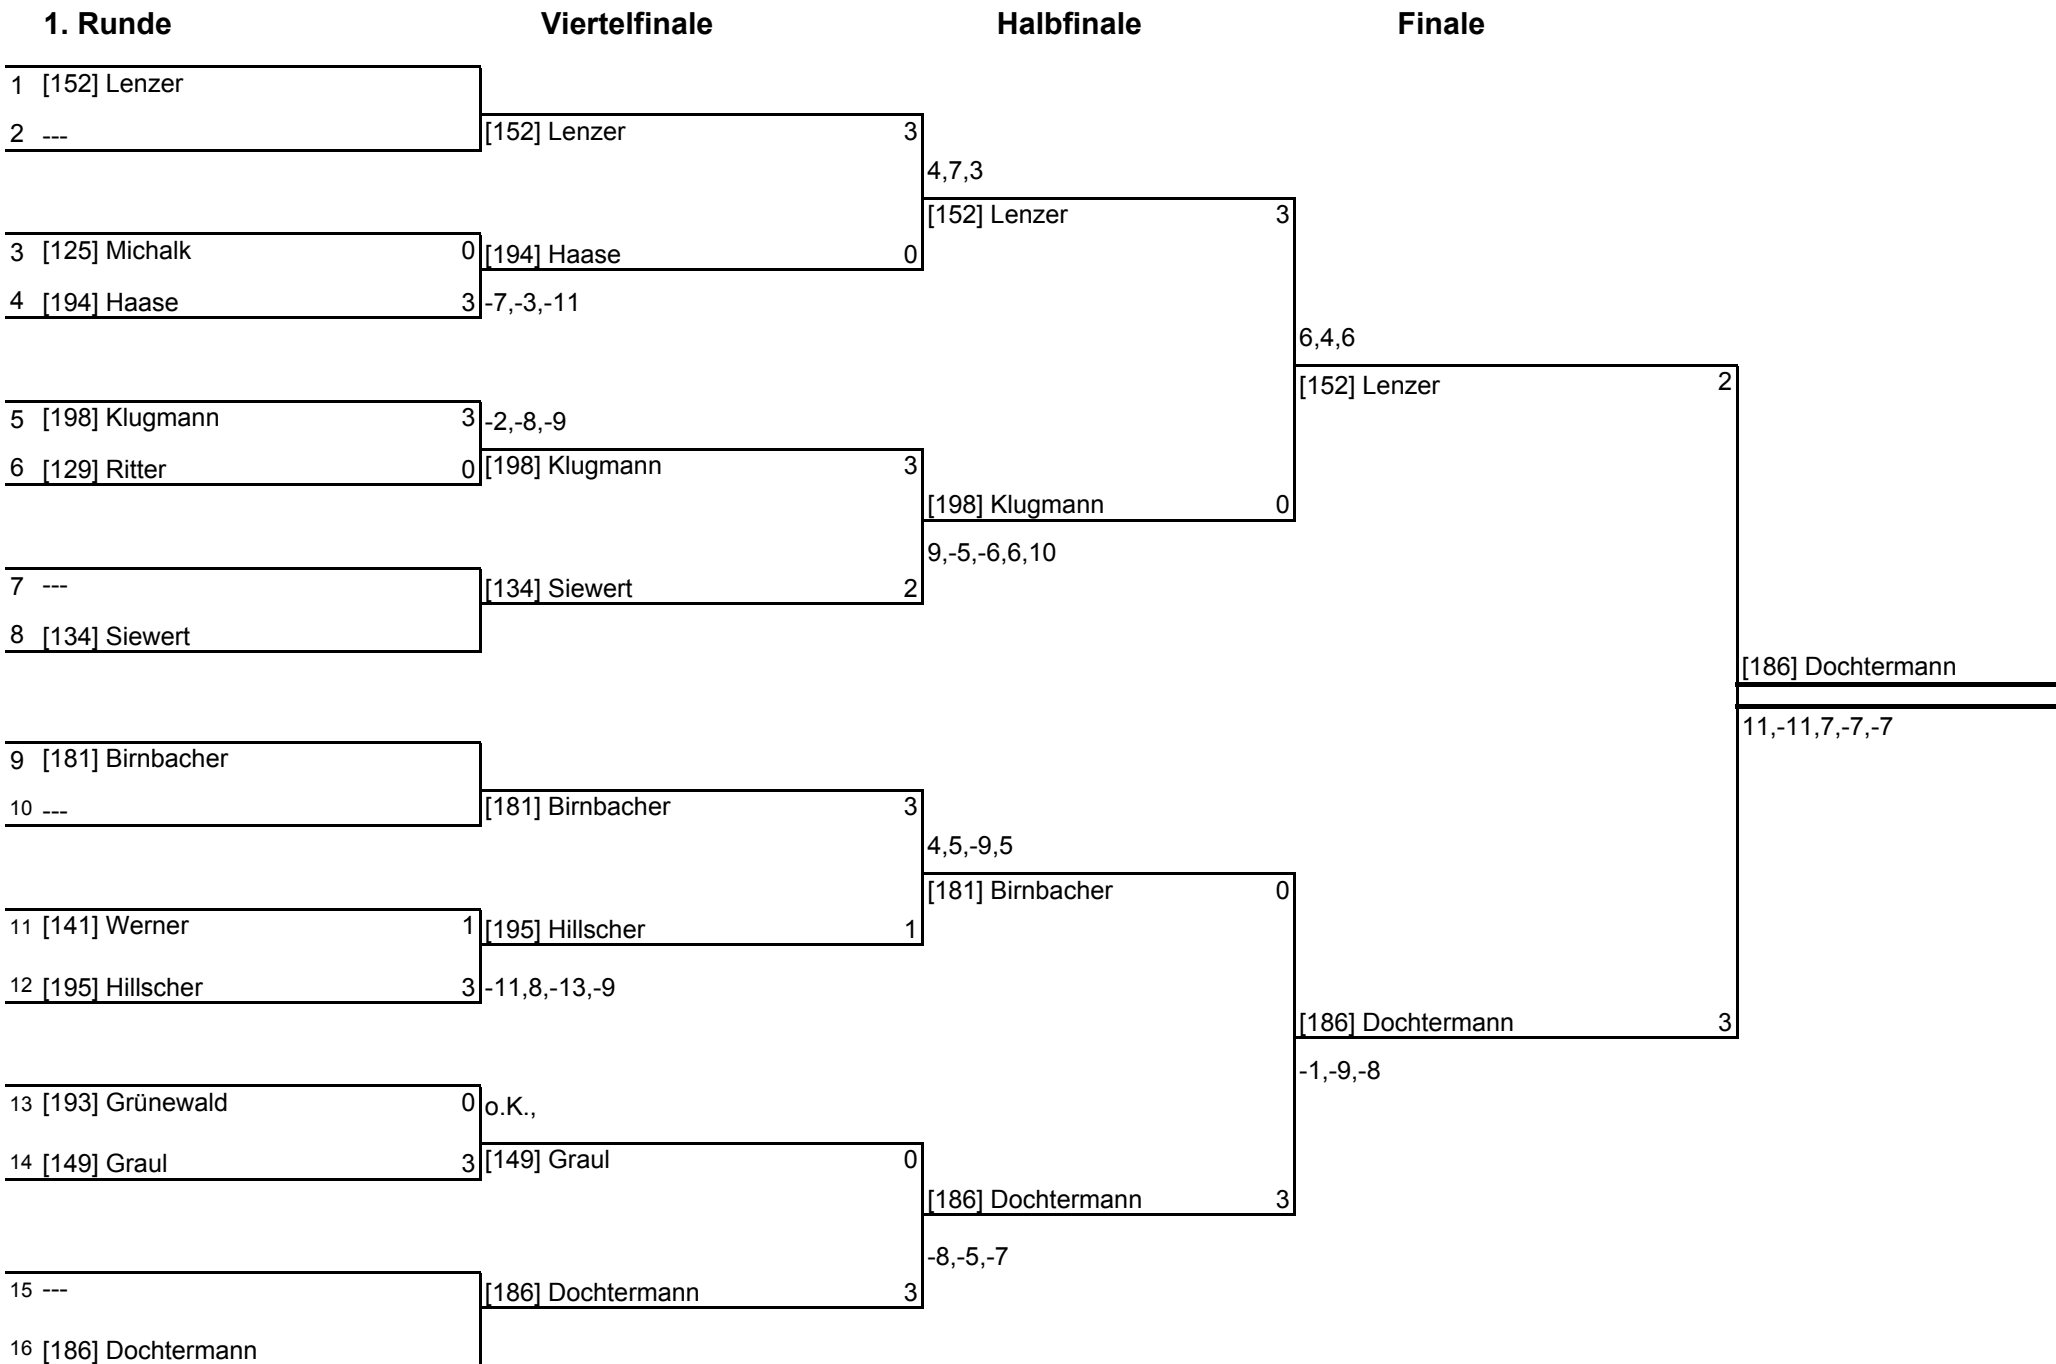 1. Runde Viertelfinale Halbfinale Finale
1 [152] Lenzer
2 --- [152] Lenzer 3
4,7,3
[152] Lenzer 3
3 [125] Michalk 0 [194] Haase 0
4 [194] Haase 3 -7,-3,-11
6,4,6
[152] Lenzer 2
5 [198] Klugmann 3 -2,-8,-9
6 [129] Ritter 0 [198] Klugmann 3
[198] Klugmann 0
9,-5,-6,6,10
7 --- [134] Siewert 2
8 [134] Siewert
[186] Dochtermann
11,-11,7,-7,-7
9 [181] Birnbacher
10 --- [181] Birnbacher 3
4,5,-9,5
[181] Birnbacher 0
11 [141] Werner 1 [195] Hillscher 1
12 [195] Hillscher 3 -11,8,-13,-9
[186] Dochtermann 3
-1,-9,-8
13 [193] Grünewald 0 o.K.,
14 [149] Graul 3 [149] Graul 0
[186] Dochtermann 3
-8,-5,-7
15 --- [186] Dochtermann 3
16 [186] Dochtermann